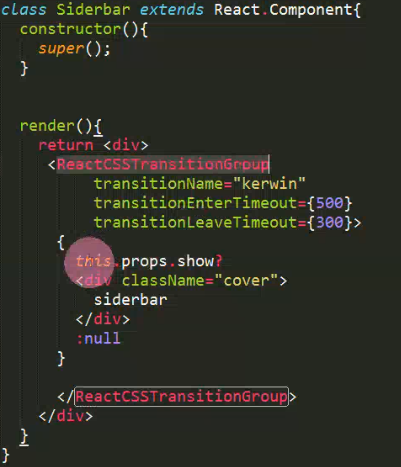 class Siderbar extends React.Component{
constructor(){
super();
}
render(){
return <div>
<ReactCSSTransitionGroup
transitionName="kerwin"
transitionEnterTimeout={500}
transitionLeaveTimeout={300}>
{
this.props.show?
<div className="cover">
siderbar
</div>
:null
}
</ReactCSSTransitionGroup>
</div>
}
}